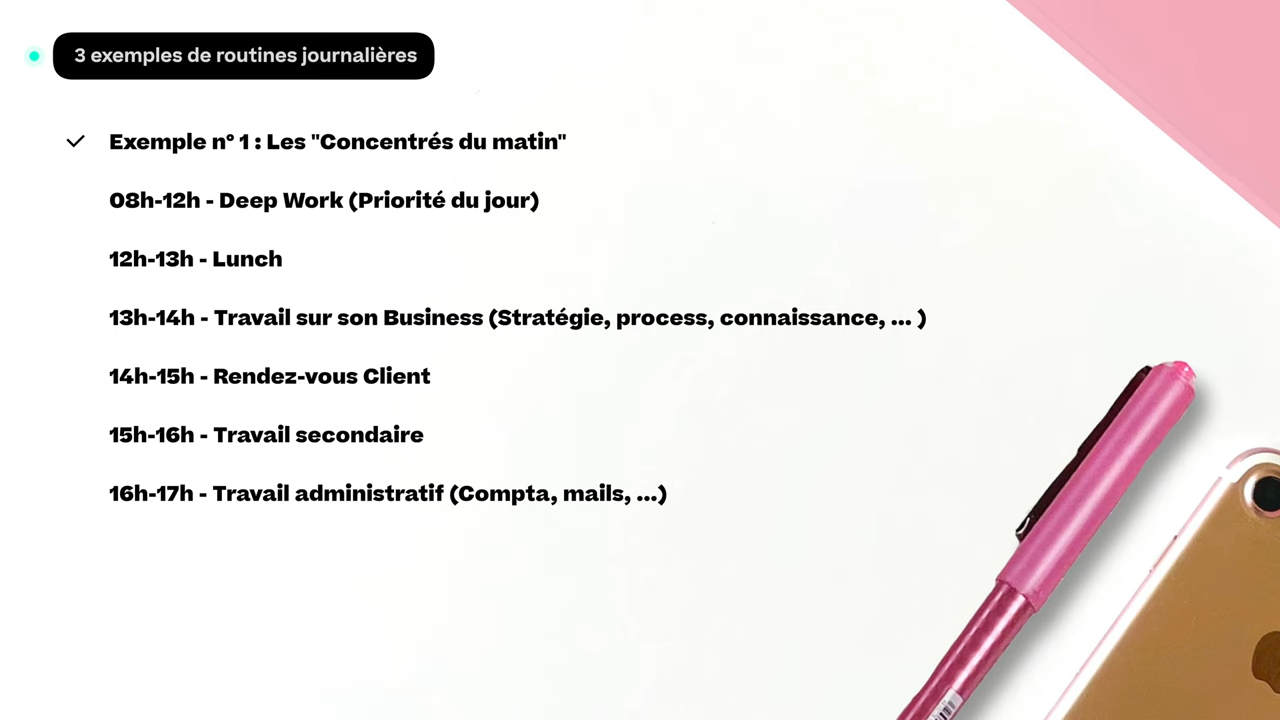 3 exemples de routines journalières
Exemple n° 1 : Les "Concentrés du matin"
08h-12h - Deep Work (Priorité du jour)
12h-13h - Lunch
13h-14h - Travail sur son Business (Stratégie, process, connaissance, ... )
14h-15h - Rendez-vous Client
15h-16h - Travail secondaire
16h-17h - Travail administratif (Compta, mails, ...)